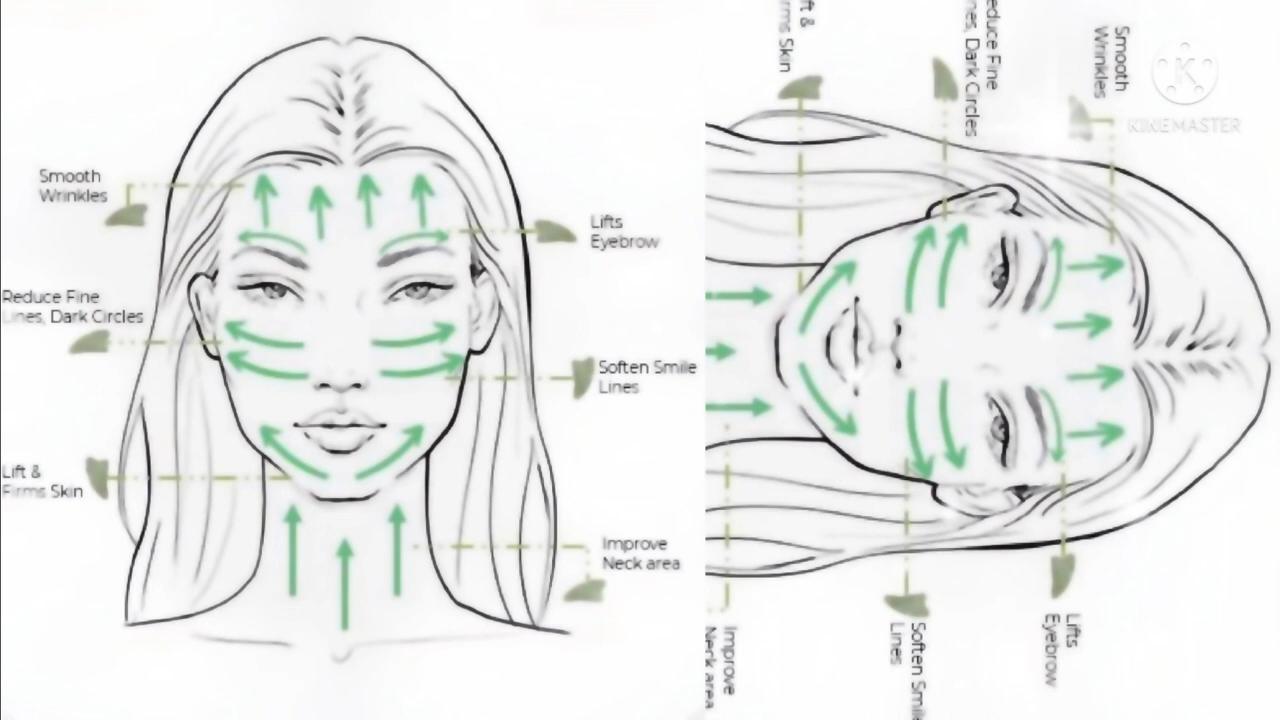 Smooth
Wrinkles
Lifts
Eyebrow
Reduce Fine
Lines, Dark Circles
Soften Smile
Lines
Lift &
Firms Skin
Improve
Neck area
ft &
rms Skin
educe Fine
nes, Dark Circles
Smooth
Wrinkles
KINEMASTER
Improve
Neck area
Soften Smile
Lines
Lifts
Eyebrow